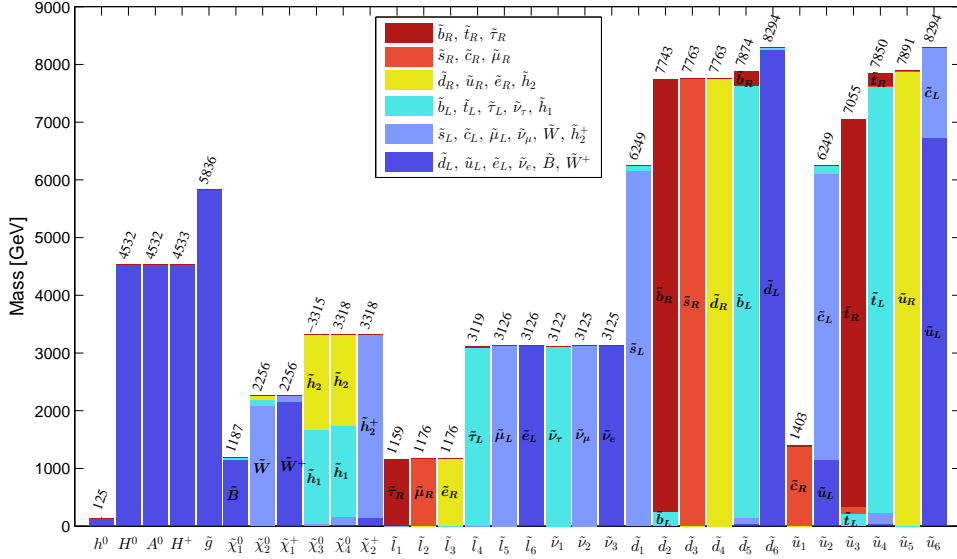 9000
8000
7000
6000
5000
4000
3000
2000
1000
0
Mass [GeV]
b̃_R, t̃_R, τ̃_R
s̃_R, c̃_R, μ̃_R
d̃_R, ũ_R, ẽ_R, h̃_2
b̃_L, t̃_L, τ̃_L, ν̃_τ, h̃_1
s̃_L, c̃_L, μ̃_L, ν̃_μ, W̃, h̃_2^+
d̃_L, ũ_L, ẽ_L, ν̃_e, B̃, W̃^+
125 4532 4532 4533 5836 1187 2256 2256 −3315 3318 3318 1159 1176 1176 3119 3126 3126 3122 3125 3125 6249 7743 7763 7763 7874 8294 1403 6249 7055 7850 7891 8294
B̃
W̃
W̃^+
h̃_2
h̃_1
h̃_2
h̃_1
h̃_2^+
τ̃_R
μ̃_R
ẽ_R
τ̃_L
μ̃_L
ẽ_L
ν̃_τ
ν̃_μ
ν̃_e
s̃_L
b̃_R
b̃_L
s̃_R
d̃_R
b̃_R
b̃_L
d̃_L
c̃_R
c̃_L
ũ_L
t̃_R
t̃_L
t̃_R
t̃_L
ũ_R
c̃_L
ũ_L
h^0 H^0 A^0 H^+ g̃ χ̃_1^0 χ̃_2^0 χ̃_1^+ χ̃_3^0 χ̃_4^0 χ̃_2^+ l̃_1 l̃_2 l̃_3 l̃_4 l̃_5 l̃_6 ν̃_1 ν̃_2 ν̃_3 d̃_1 d̃_2 d̃_3 d̃_4 d̃_5 d̃_6 ũ_1 ũ_2 ũ_3 ũ_4 ũ_5 ũ_6